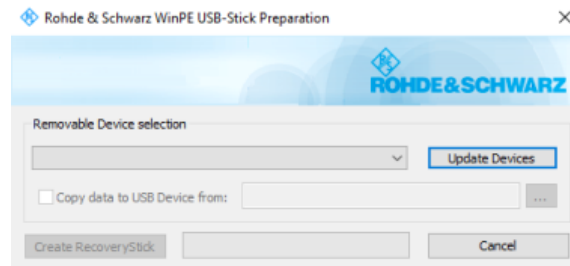 Rohde & Schwarz WinPE USB-Stick Preparation
ROHDE&SCHWARZ
Removable Device selection
Update Devices
Copy data to USB Device from:
...
Create RecoveryStick
Cancel